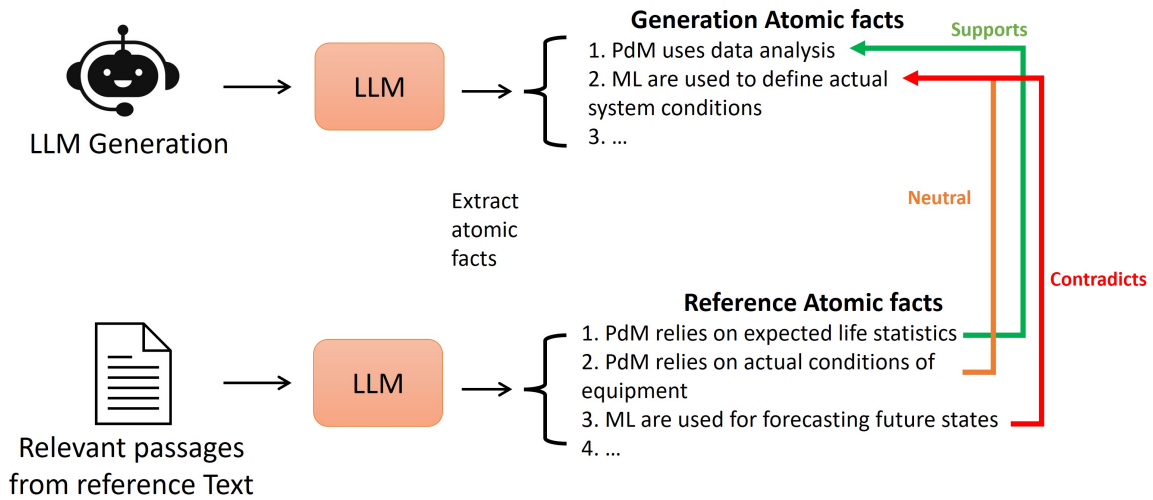 Generation Atomic facts
Supports
1. PdM uses data analysis
2. ML are used to define actual
system conditions
3. ...
LLM
LLM Generation
Extract
atomic
facts
Neutral
Contradicts
Reference Atomic facts
1. PdM relies on expected life statistics
2. PdM relies on actual conditions of
equipment
3. ML are used for forecasting future states
4. ...
LLM
Relevant passages
from reference Text